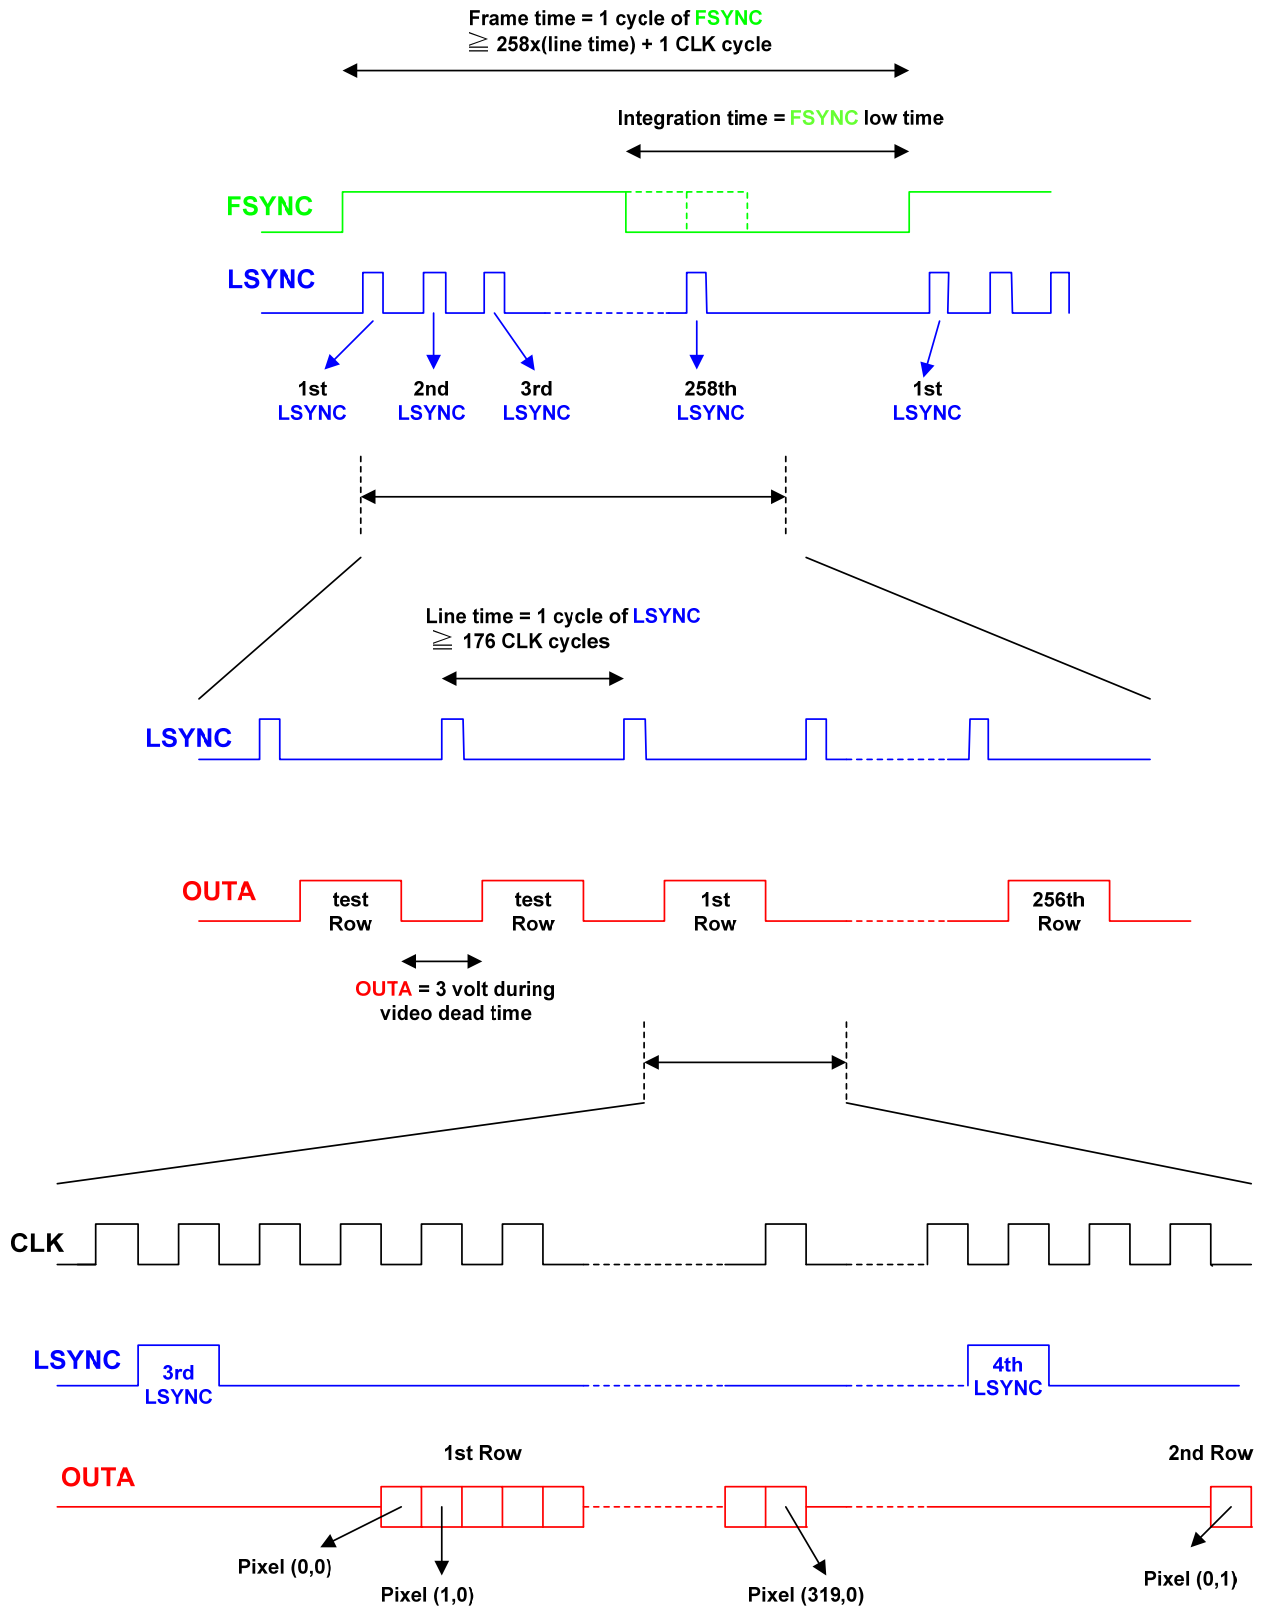 Frame time = 1 cycle of FSYNC
≧ 258x(line time) + 1 CLK cycle
Integration time = FSYNC low time
FSYNC
LSYNC
1st
LSYNC
2nd
LSYNC
3rd
LSYNC
258th
LSYNC
1st
LSYNC
Line time = 1 cycle of LSYNC
≧ 176 CLK cycles
LSYNC
OUTA
test
Row
test
Row
1st
Row
256th
Row
OUTA = 3 volt during
video dead time
CLK
LSYNC
3rd
LSYNC
4th
LSYNC
1st Row
2nd Row
OUTA
Pixel (0,0)
Pixel (1,0)
Pixel (319,0)
Pixel (0,1)